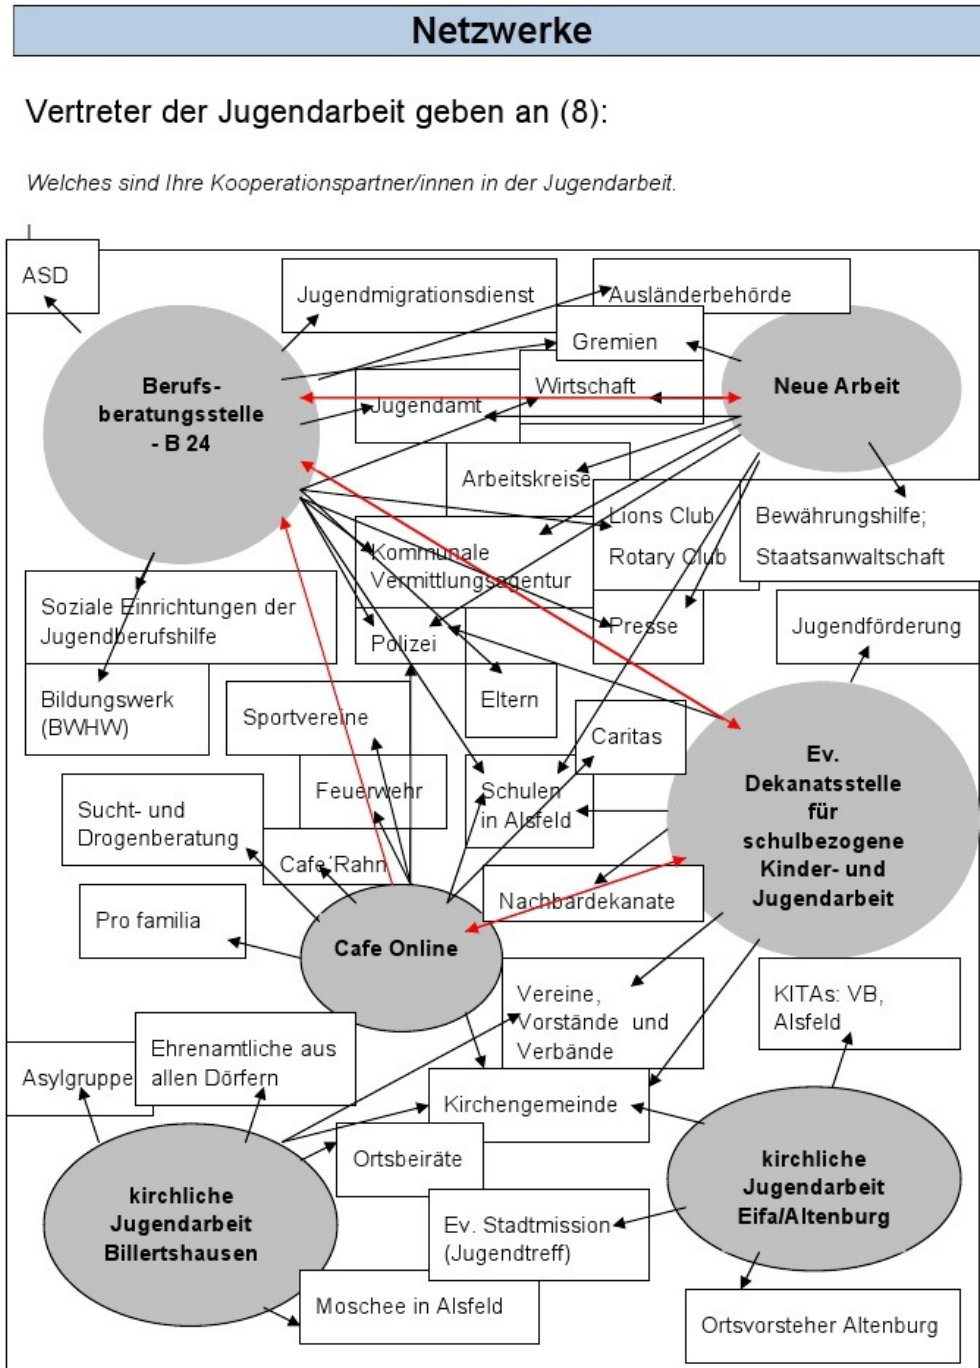 Netzwerke
Vertreter der Jugendarbeit geben an (8):
Welches sind Ihre Kooperationspartner/innen in der Jugendarbeit.
ASD
Jugendmigrationsdienst
Ausländerbehörde
Gremien
Berufs-
beratungsstelle
- B 24
Wirtschaft
Neue Arbeit
Jugendamt
Arbeitskreise
Lions Club
Rotary Club
Bewährungshilfe;
Staatsanwaltschaft
Kommunale
Vermittlungsagentur
Soziale Einrichtungen der
Jugendberufshilfe
Polizei
Presse
Jugendförderung
Bildungswerk
(BWHW)
Sportvereine
Eltern
Caritas
Ev.
Dekanatsstelle
für
schulbezogene
Kinder- und
Jugendarbeit
Feuerwehr
Schulen
in Alsfeld
Sucht- und
Drogenberatung
Cafe´Rahn
Nachbardekanate
Pro familia
Cafe Online
Vereine,
Vorstände und
Verbände
KITAs: VB,
Alsfeld
Ehrenamtliche aus
allen Dörfern
Asylgruppe
Kirchengemeinde
Ortsbeiräte
kirchliche
Jugendarbeit
Billertshausen
kirchliche
Jugendarbeit
Eifa/Altenburg
Ev. Stadtmission
(Jugendtreff)
Moschee in Alsfeld
Ortsvorsteher Altenburg